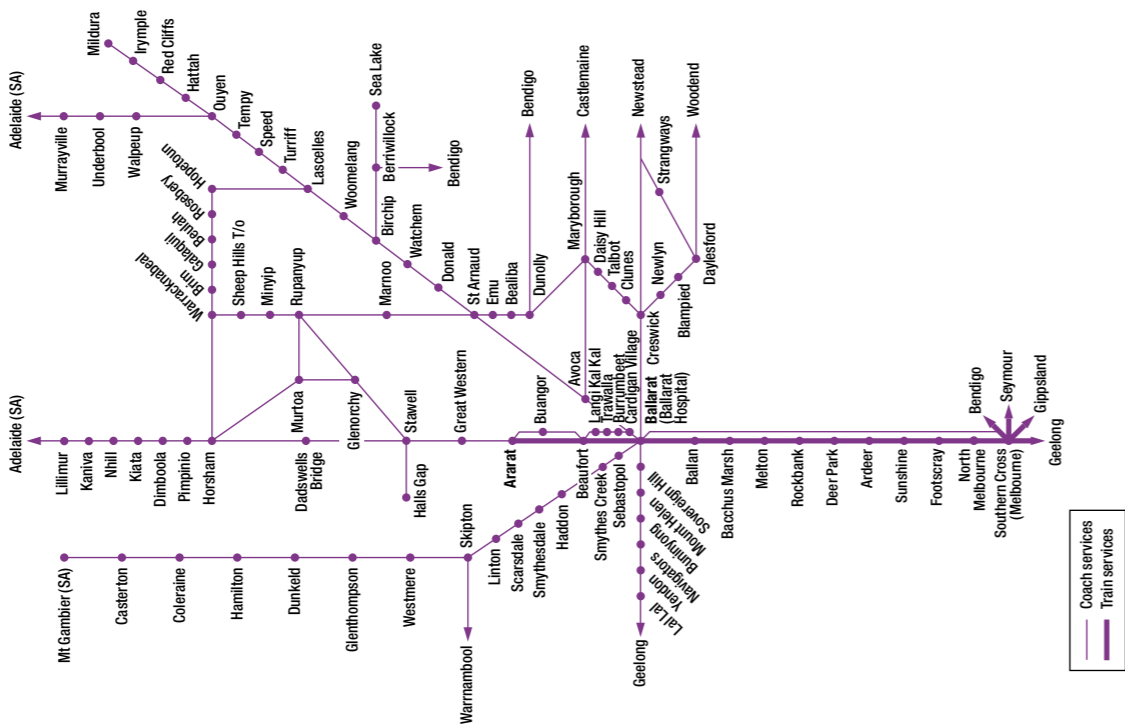 Mildura
Irymple
Red Cliffs
Hattah
Ouyen
Tempy
Speed
Turriff
Lascelles
Woomelang
Birchip
Watchem
Donald
St Arnaud
Emu
Bealiba
Dunolly
Bendigo
Adelaide (SA)
Murrayville
Underbool
Walpeup
Sea Lake
Berriwillock
Bendigo
Hopetoun
Rosebery
Beulah
Galaquil
Brim
Warracknabeal
Sheep Hills T/o
Minyip
Rupanyup
Marnoo
Castlemaine
Maryborough
Daisy Hill
Talbot
Clunes
Creswick
Newstead
Strangways
Woodend
Newlyn
Blampied
Daylesford
Avoca
Adelaide (SA)
Lillimur
Kaniva
Nhill
Kiata
Dimboola
Pimpinio
Horsham
Murtoa
Dadswells
Bridge
Glenorchy
Stawell
Halls Gap
Great Western
Ararat
Buangor
Beaufort
Langi Kal Kal
Trawalla
Burrumbeet
Cardigan Village
Ballarat
(Ballarat
Hospital)
Ballan
Bacchus Marsh
Melton
Rockbank
Deer Park
Ardeer
Sunshine
Footscray
North
Melbourne
Southern Cross
(Melbourne)
Bendigo
Seymour
Gippsland
Geelong
Mt Gambier (SA)
Casterton
Coleraine
Hamilton
Dunkeld
Glenthompson
Westmere
Skipton
Warrnambool
Linton
Scarsdale
Smythesdale
Haddon
Smythes Creek
Sebastopol
Sovereign Hill
Mount Helen
Buninyong
Navigators
Yendon
Lal Lal
Geelong
Coach services
Train services